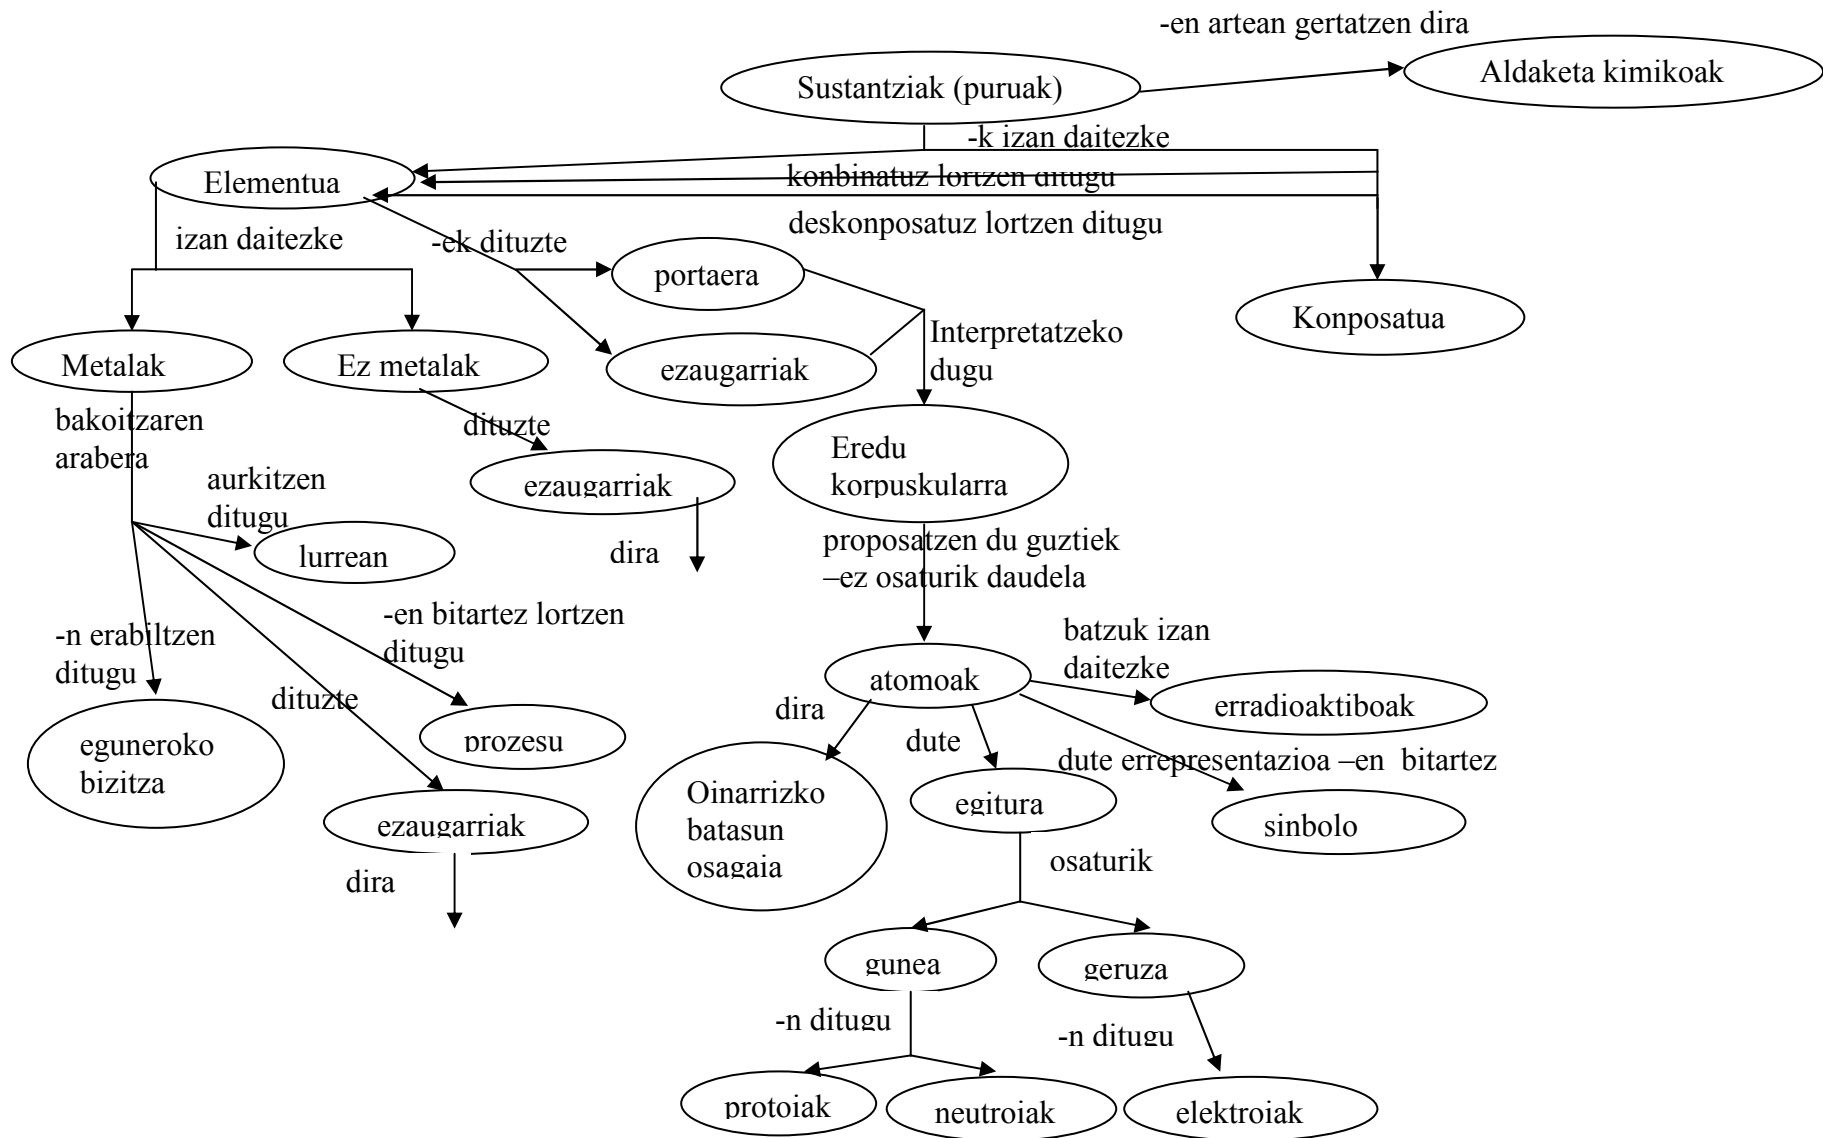 -en artean gertatzen dira
Sustantziak (puruak)
Aldaketa kimikoak
-k izan daitezke
Elementua
konbinatuz lortzen ditugu
deskonposatuz lortzen ditugu
izan daitezke
-ek dituzte
portaera
Konposatua
Metalak
Ez metalak
ezaugarriak
Interpretatzeko
dugu
bakoitzaren
arabera
dituzte
Eredu
korpuskularra
aurkitzen
ditugu
ezaugarriak
lurrean
dira
proposatzen du guztiek
–ez osaturik daudela
-n erabiltzen
ditugu
-en bitartez lortzen
ditugu
batzuk izan
daitezke
atomoak
erradioaktiboak
dituzte
dira
dute
dute errepresentazioa –en bitartez
eguneroko
bizitza
prozesu
Oinarrizko
batasun
osagaia
egitura
sinbolo
ezaugarriak
dira
osaturik
gunea
geruza
-n ditugu
-n ditugu
protoiak
neutroiak
elektroiak